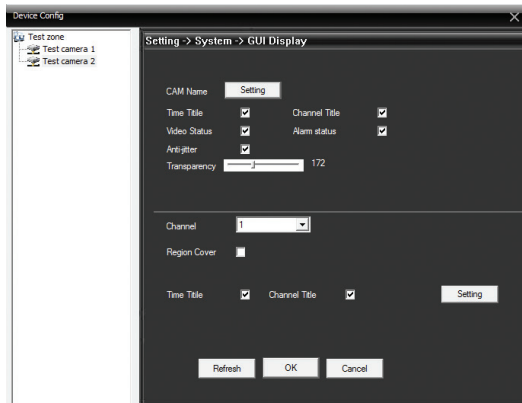 Device Config
Test zone
Test camera 1
Test camera 2
Setting -> System -> GUI Display
CAM Name Setting
Time Titile Channel Title
Video Status Alarm status
Anti-jitter
Transparency 172
Channel 1
Region Cover
Time Titile Channel Title Setting
Refresh OK Cancel